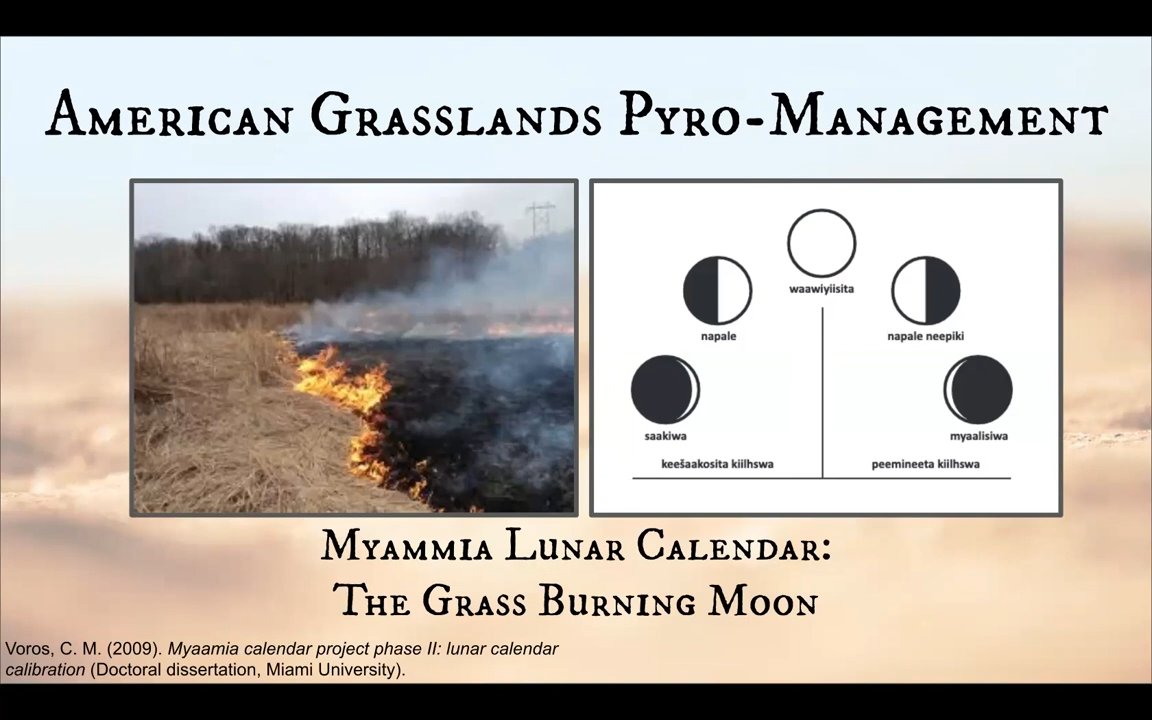 American Grasslands Pyro-Management
waawiyiisita
napale
napale neepiki
saakiwa
myaalisiwa
keešaakosita kiilhswa
peemineeta kiilhswa
Myammia Lunar Calendar:
The Grass Burning Moon
Voros, C. M. (2009). Myaamia calendar project phase II: lunar calendar
calibration (Doctoral dissertation, Miami University).